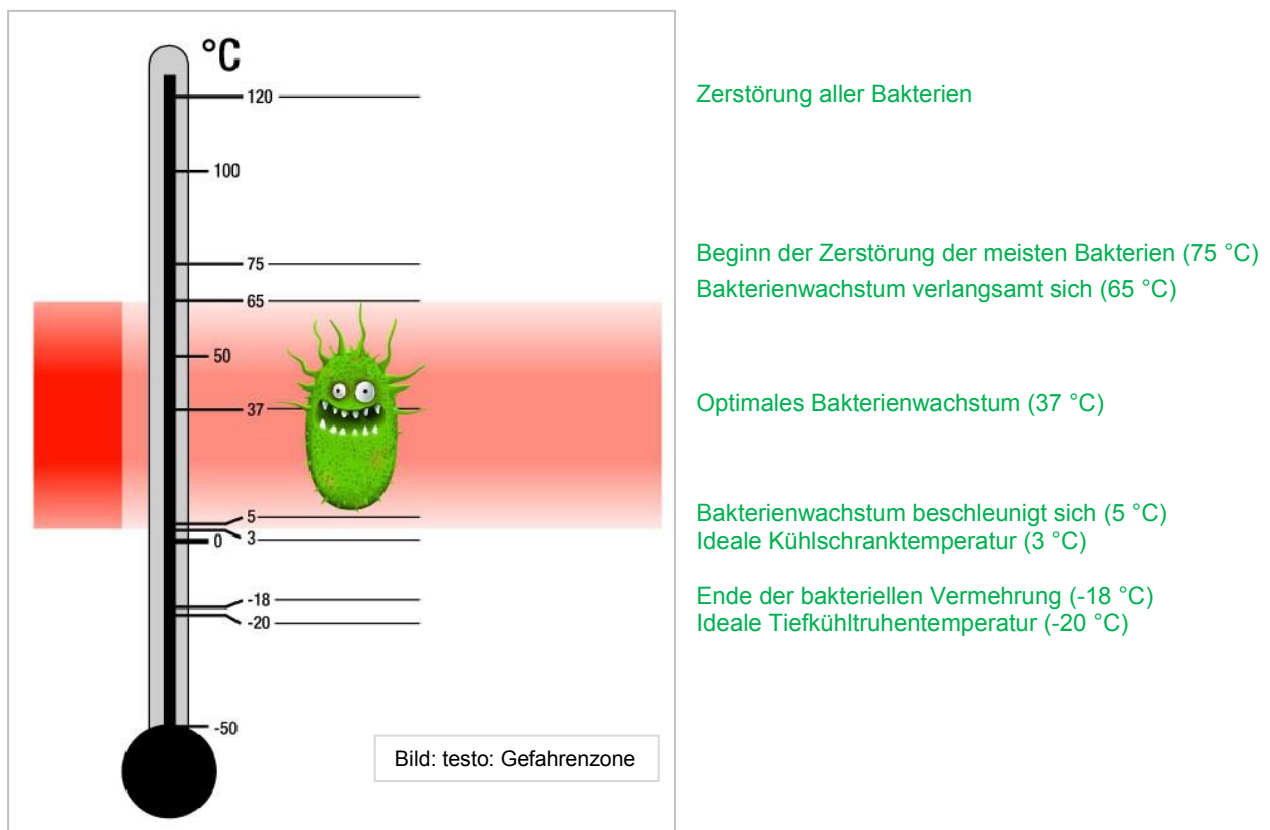 °C
120
Zerstörung aller Bakterien
100
75
Beginn der Zerstörung der meisten Bakterien (75 °C)
65
Bakterienwachstum verlangsamt sich (65 °C)
50
37
Optimales Bakterienwachstum (37 °C)
5
Bakterienwachstum beschleunigt sich (5 °C)
0
3
Ideale Kühlschranktemperatur (3 °C)
-18
Ende der bakteriellen Vermehrung (-18 °C)
-20
Ideale Tiefkühltruhentemperatur (-20 °C)
-50
Bild: testo: Gefahrenzone